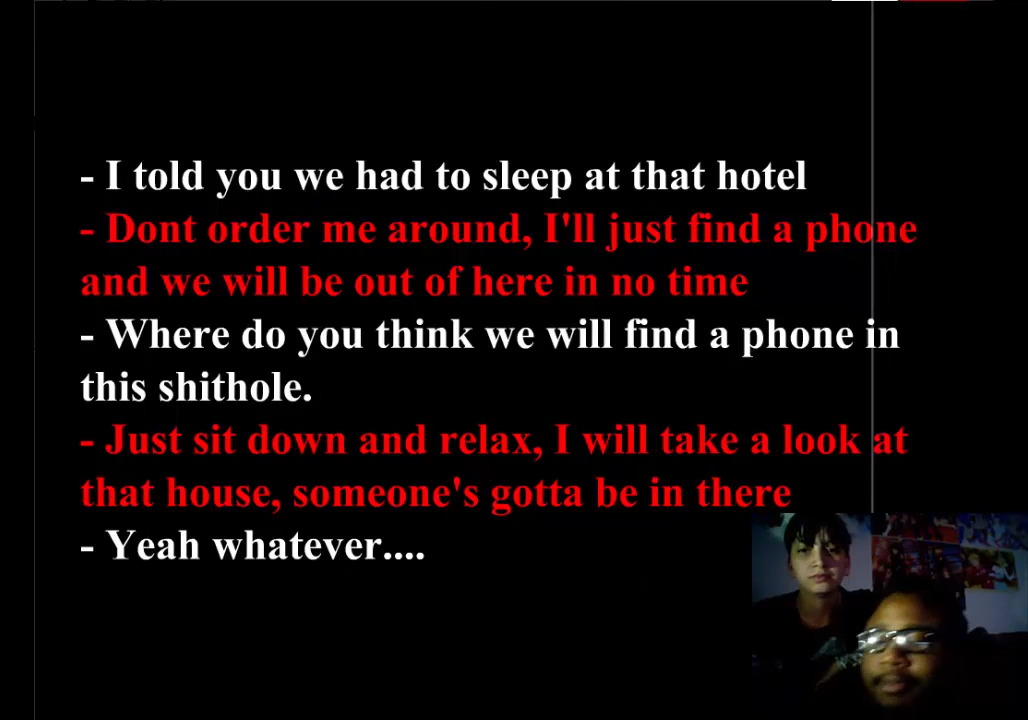 - I told you we had to sleep at that hotel
- Dont order me around, I'll just find a phone
and we will be out of here in no time
- Where do you think we will find a phone in
this shithole.
- Just sit down and relax, I will take a look at
that house, someone's gotta be in there
- Yeah whatever....